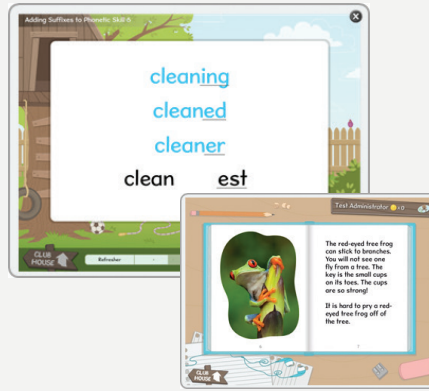 Adding Suffixes to Phonetic Skill 5
cleaning
cleaned
cleaner
clean est
CLUB
HOUSE
Refresher
Test Administrator
The red-eyed tree frog
can stick to branches.
You will not see one
fly from a tree. The
key is the small cups
on its toes. The cups
are so strong!
It is hard to pry a red-
eyed tree frog off of
the tree.
6
7
CLUB
HOUSE